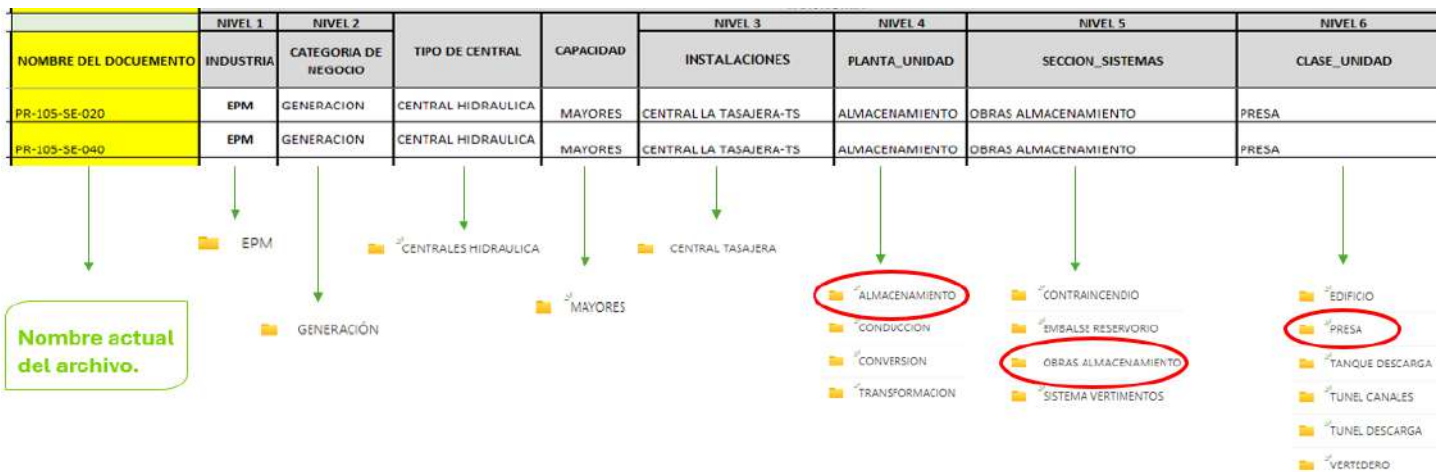 NIVEL 1 NIVEL 2 NIVEL 3 NIVEL 4 NIVEL 5 NIVEL 6
NOMBRE DEL DOCUEMENTO INDUSTRIA CATEGORIA DE NEGOCIO TIPO DE CENTRAL CAPACIDAD INSTALACIONES PLANTA_UNIDAD SECCION_SISTEMAS CLASE_UNIDAD
PR-105-SE-020 EPM GENERACION CENTRAL HIDRAULICA MAYORES CENTRAL LA TASAJERA-TS ALMACENAMIENTO OBRAS ALMACENAMIENTO PRESA
PR-105-SE-040 EPM GENERACION CENTRAL HIDRAULICA MAYORES CENTRAL LA TASAJERA-TS ALMACENAMIENTO OBRAS ALMACENAMIENTO PRESA
EPM
CENTRALES HIDRAULICA
CENTRAL TASAJERA
MAYORES
GENERACIÓN
Nombre actual
del archivo.
ALMACENAMIENTO
CONDUCCION
CONVERSION
TRANSFORMACION
CONTRAINCENDIO
EMBALSE RESERVORIO
OBRAS ALMACENAMIENTO
SISTEMA VERTIMENTOS
EDIFICIO
PRESA
TANQUE DESCARGA
TUNEL CANALES
TUNEL DESCARGA
VERTEDERO